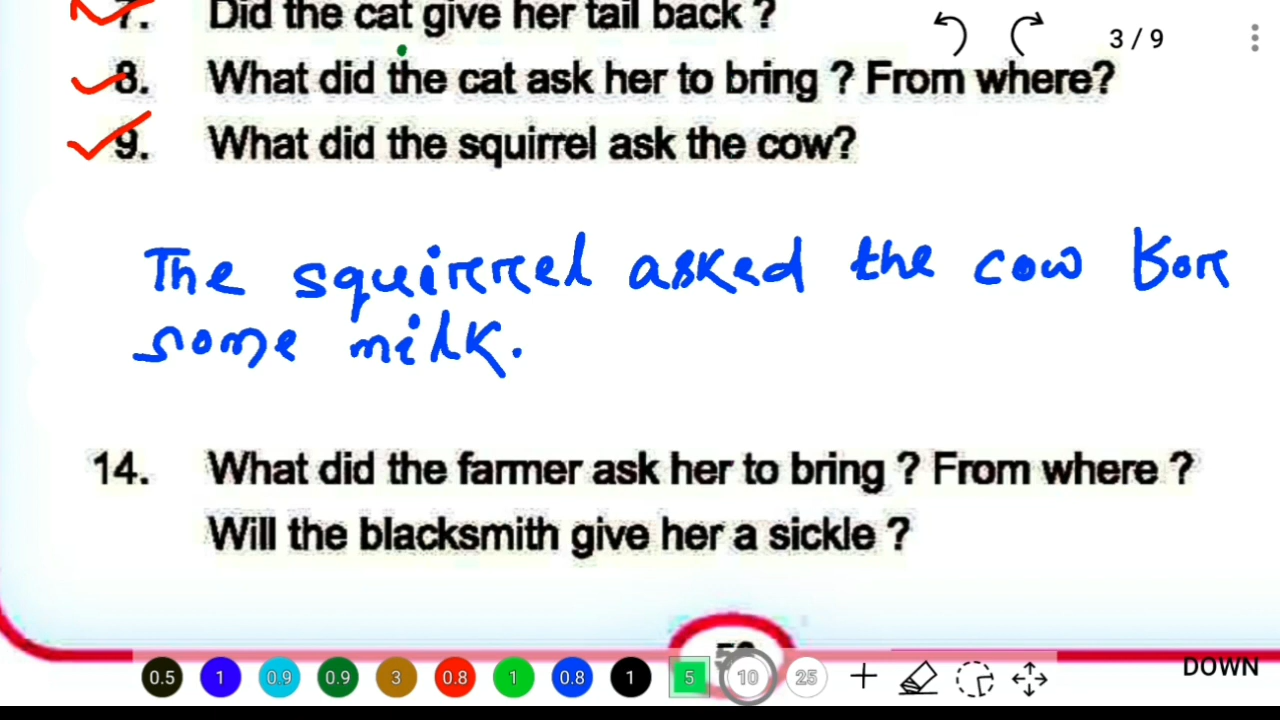 7. Did the cat give her tail back ?
3 / 9
8. What did the cat ask her to bring ? From where?
9. What did the squirrel ask the cow?
The squirrel asked the cow for
some milk.
14. What did the farmer ask her to bring ? From where ?
Will the blacksmith give her a sickle ?
0.5 1 0.9 0.9 3 0.8 1 0.8 1 5 10 25
DOWN